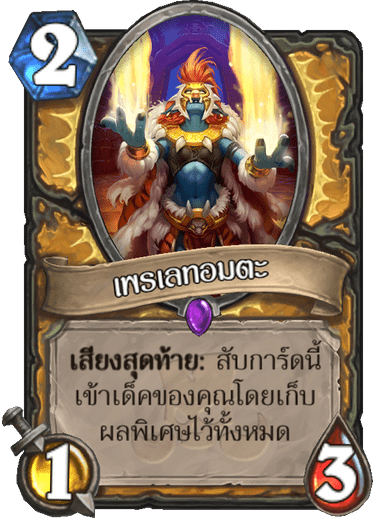 2
เพรเลทอมตะ
เสียงสุดท้าย: สับการ์ดนี้
เข้าเด็คของคุณโดยเก็บ
ผลพิเศษไว้ทั้งหมด
1
3